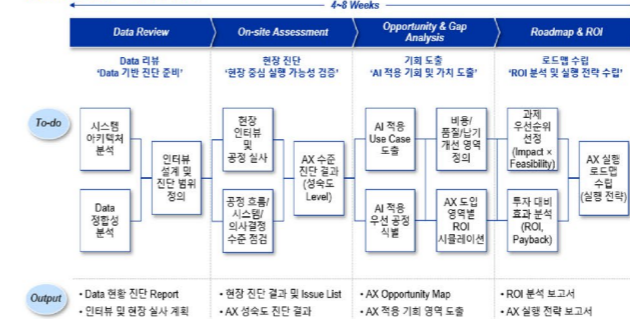 4~8 Weeks
Data Review
On-site Assessment
Opportunity & Gap
Analysis
Roadmap & ROI
Data 리뷰
'Data 기반 진단 준비'
현장 진단
'현장 중심 실행 가능성 검증'
기회 도출
'AI 적용 기회 및 가치 도출'
로드맵 수립
'ROI 분석 및 실행 전략 수립'
To-do
시스템
아키텍처
분석
Data
정합성
분석
인터뷰
설계 및
진단 범위
정의
현장
인터뷰
및
공정 실사
공정 흐름/
시스템/
의사결정
수준 점검
AX 수준
진단 결과
(성숙도
Level)
AI 적용
Use Case
도출
AI 적용
우선 공정
식별
비용/
품질/납기
개선 영역
정의
AX 도입
영역별
ROI
시뮬레이션
과제
우선순위
선정
(Impact ×
Feasibility)
투자 대비
효과 분석
(ROI,
Payback)
AX 실행
로드맵
수립
(실행 전략)
Output
• Data 현황 진단 Report
• 인터뷰 및 현장 실사 계획
• 현장 진단 결과 및 Issue List
• AX 성숙도 진단 결과
• AX Opportunity Map
• AX 적용 기회 영역 도출
• ROI 분석 보고서
• AX 실행 전략 보고서